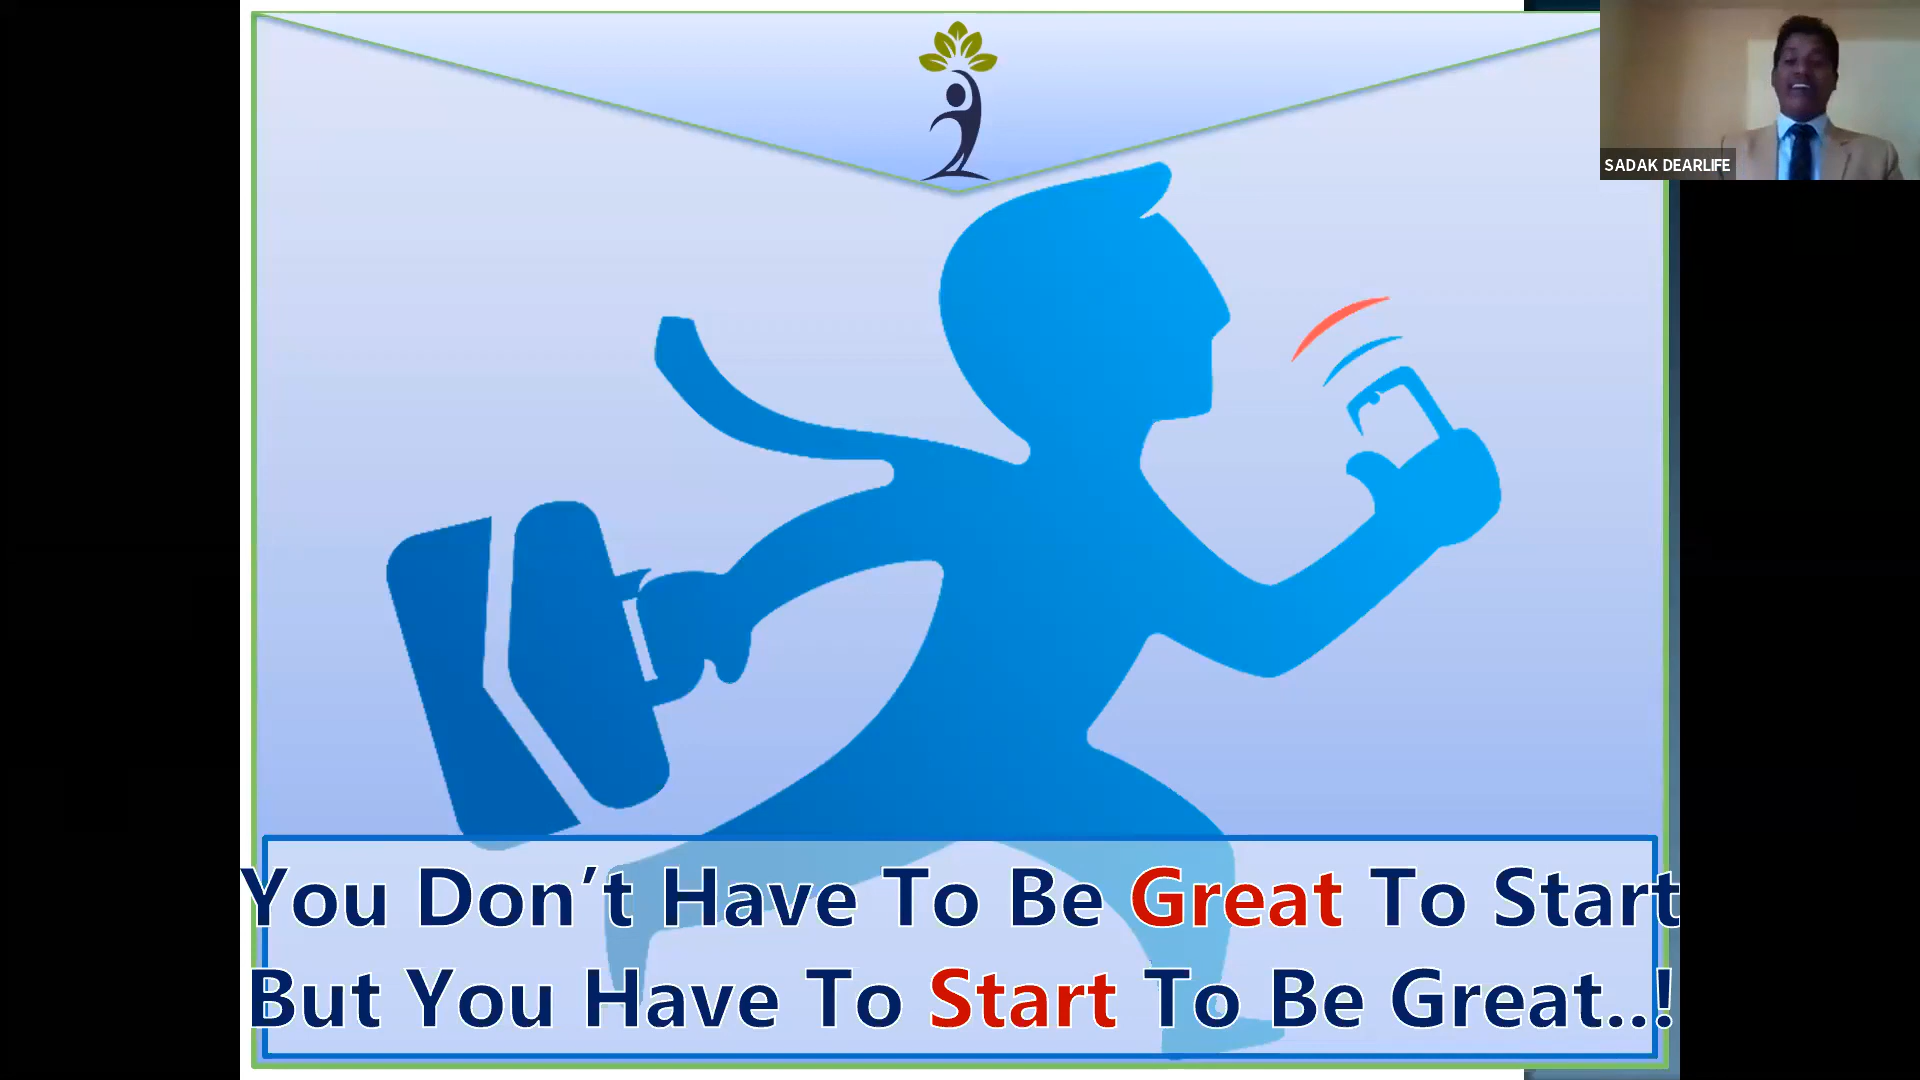 SADAK DEARLIFE
You Don’t Have To Be Great To Start
But You Have To Start To Be Great..!